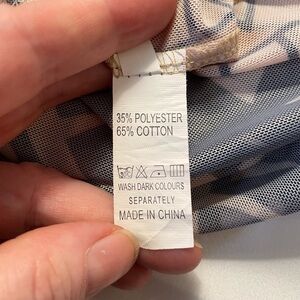 35% POLYESTER
65% COTTON
WASH DARK COLOURS
SEPARATELY
MADE IN CHINA